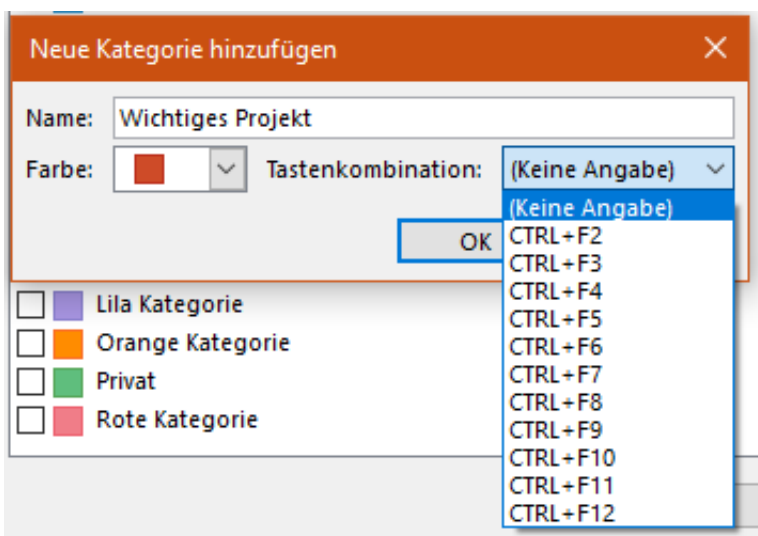 Neue Kategorie hinzufügen
Name: Wichtiges Projekt
Farbe: Tastenkombination: (Keine Angabe)
(Keine Angabe)
OK
CTRL+F2
CTRL+F3
CTRL+F4
CTRL+F5
CTRL+F6
CTRL+F7
CTRL+F8
CTRL+F9
CTRL+F10
CTRL+F11
CTRL+F12
Lila Kategorie
Orange Kategorie
Privat
Rote Kategorie